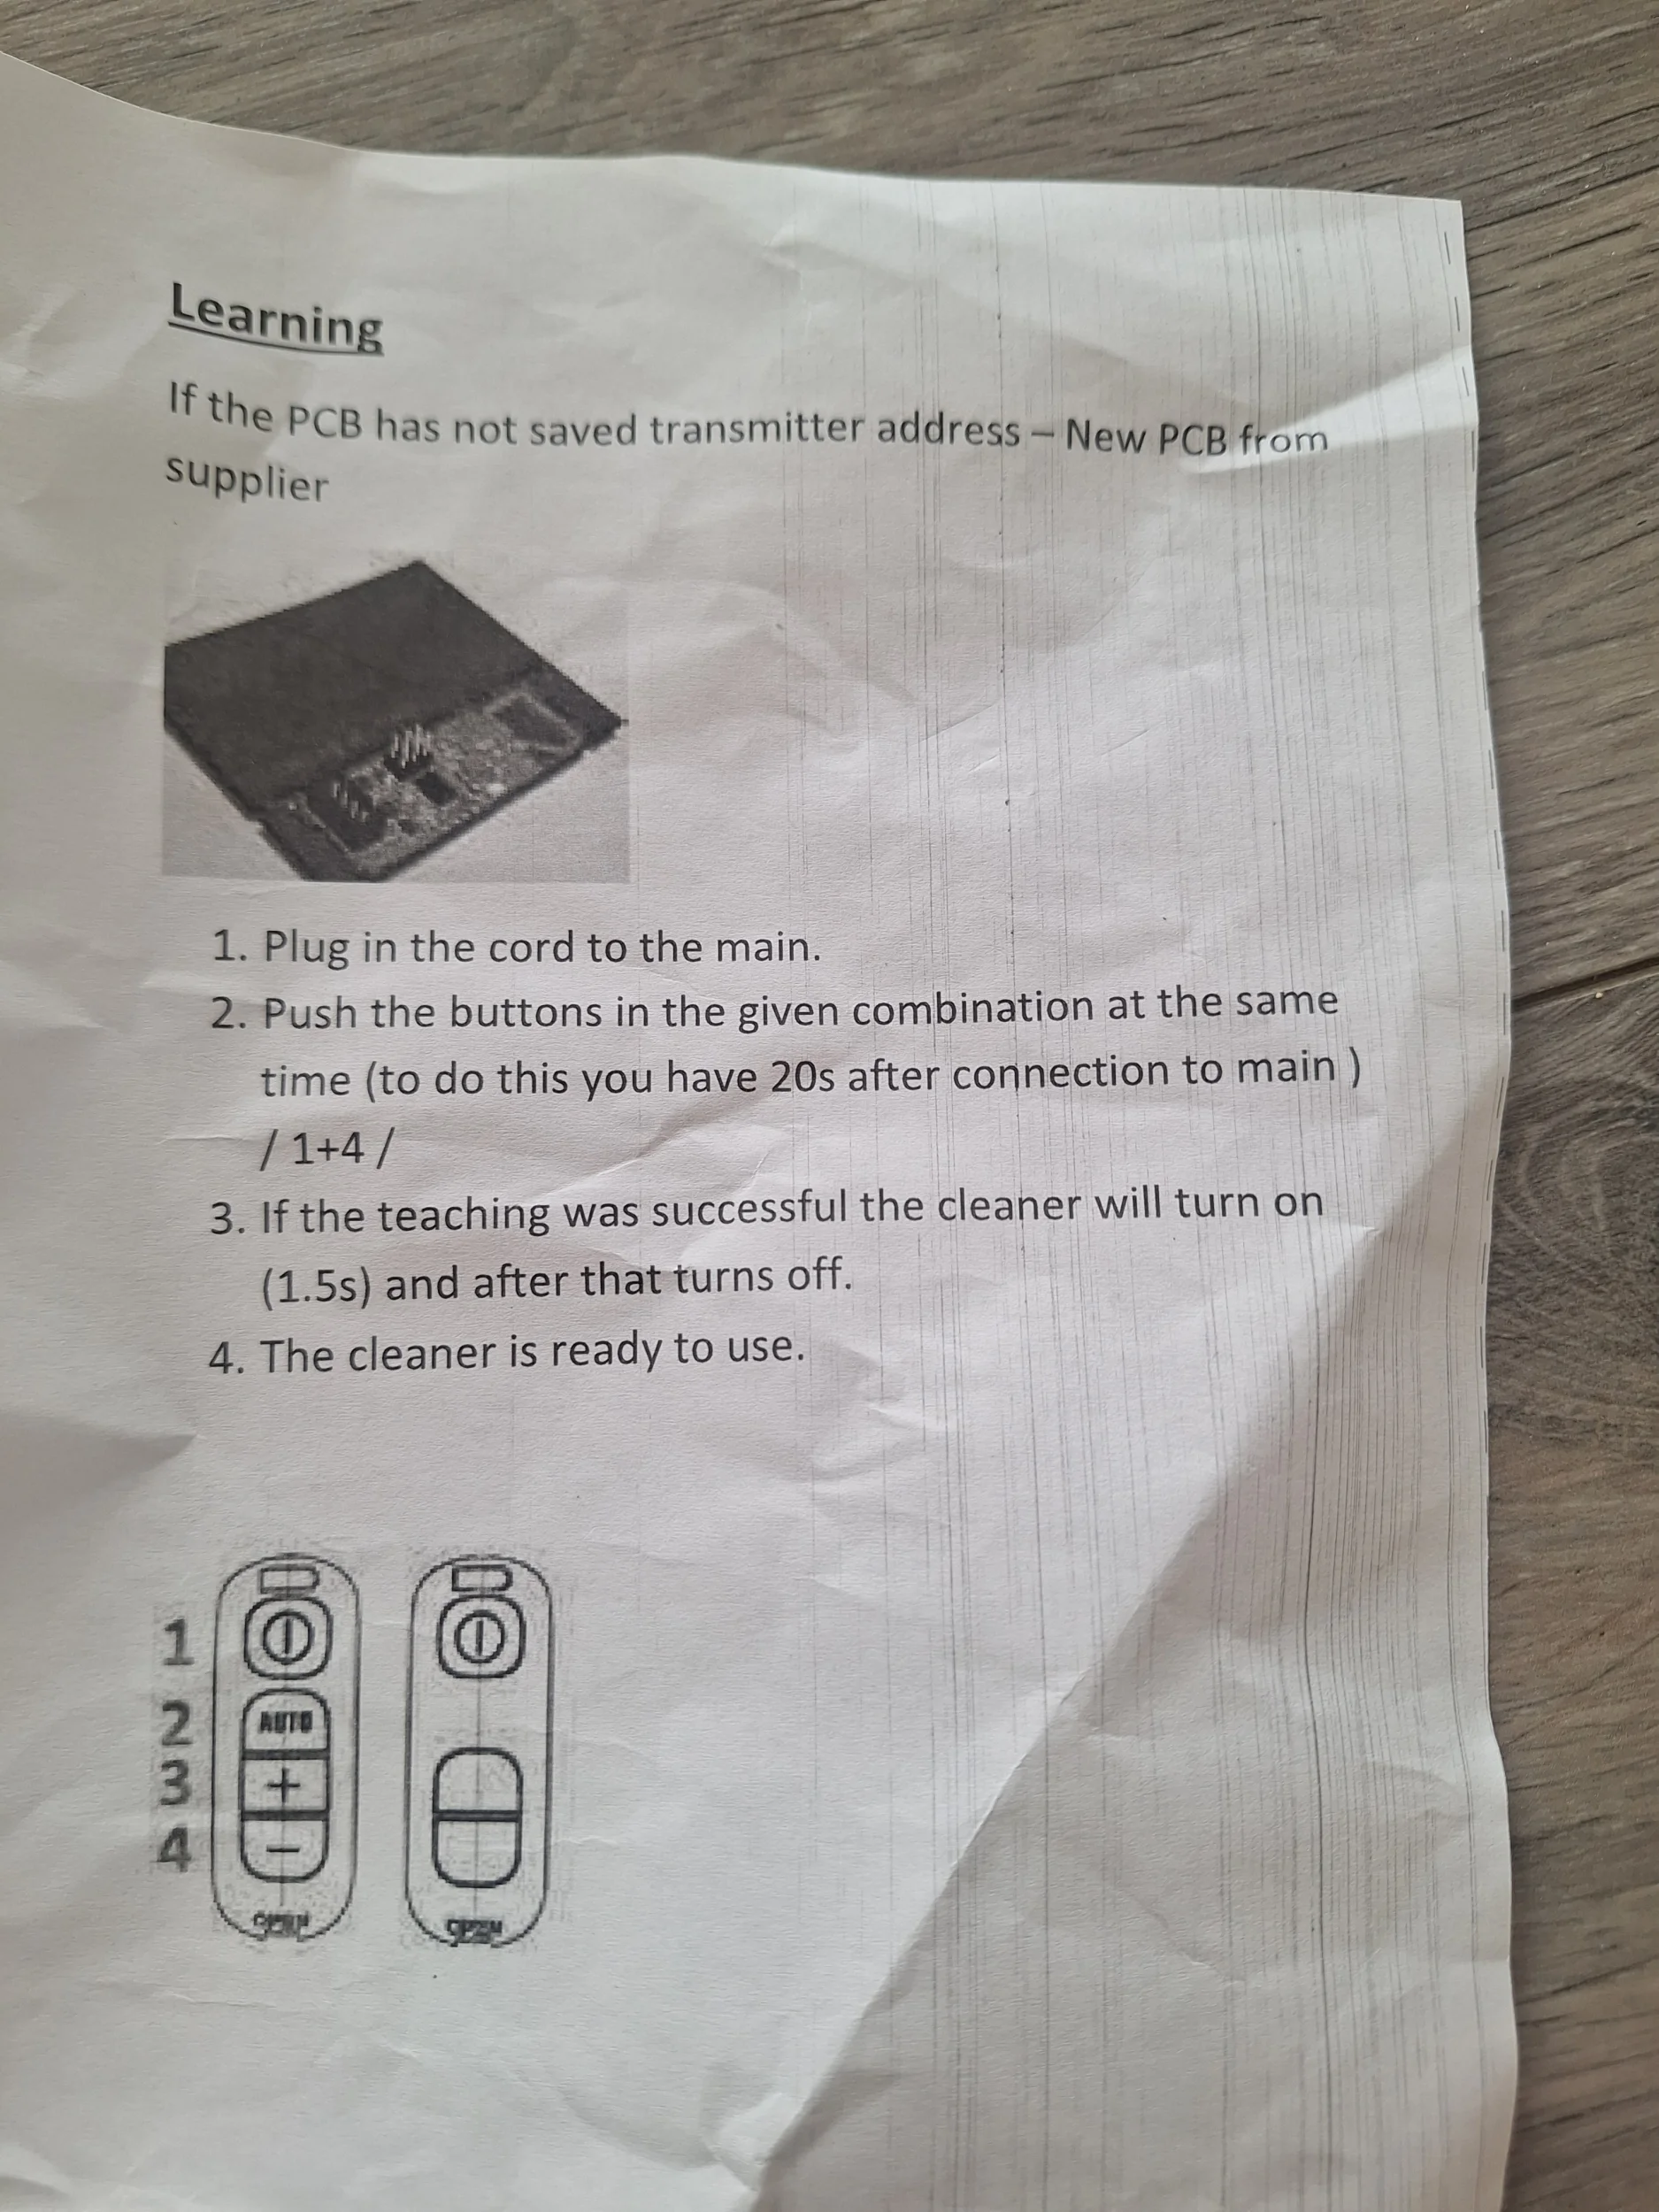 Learning
If the PCB has not saved transmitter address – New PCB from
supplier
1. Plug in the cord to the main.
2. Push the buttons in the given combination at the same
time (to do this you have 20s after connection to main )
/ 1+4 /
3. If the teaching was successful the cleaner will turn on
(1.5s) and after that turns off.
4. The cleaner is ready to use.
1
2 AUTO
3 +
4 −
OPEN OPEN